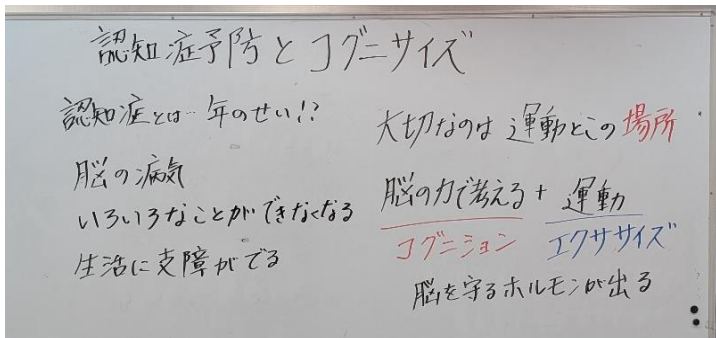 認知症予防とコグニサイズ
認知症とは…年のせい!?
脳の病気
いろいろなことができなくなる
生活に支障がでる
大切なのは 運動とこの場所
脳の力で考える + 運動
コグニション エクササイズ
脳を守るホルモンが出る